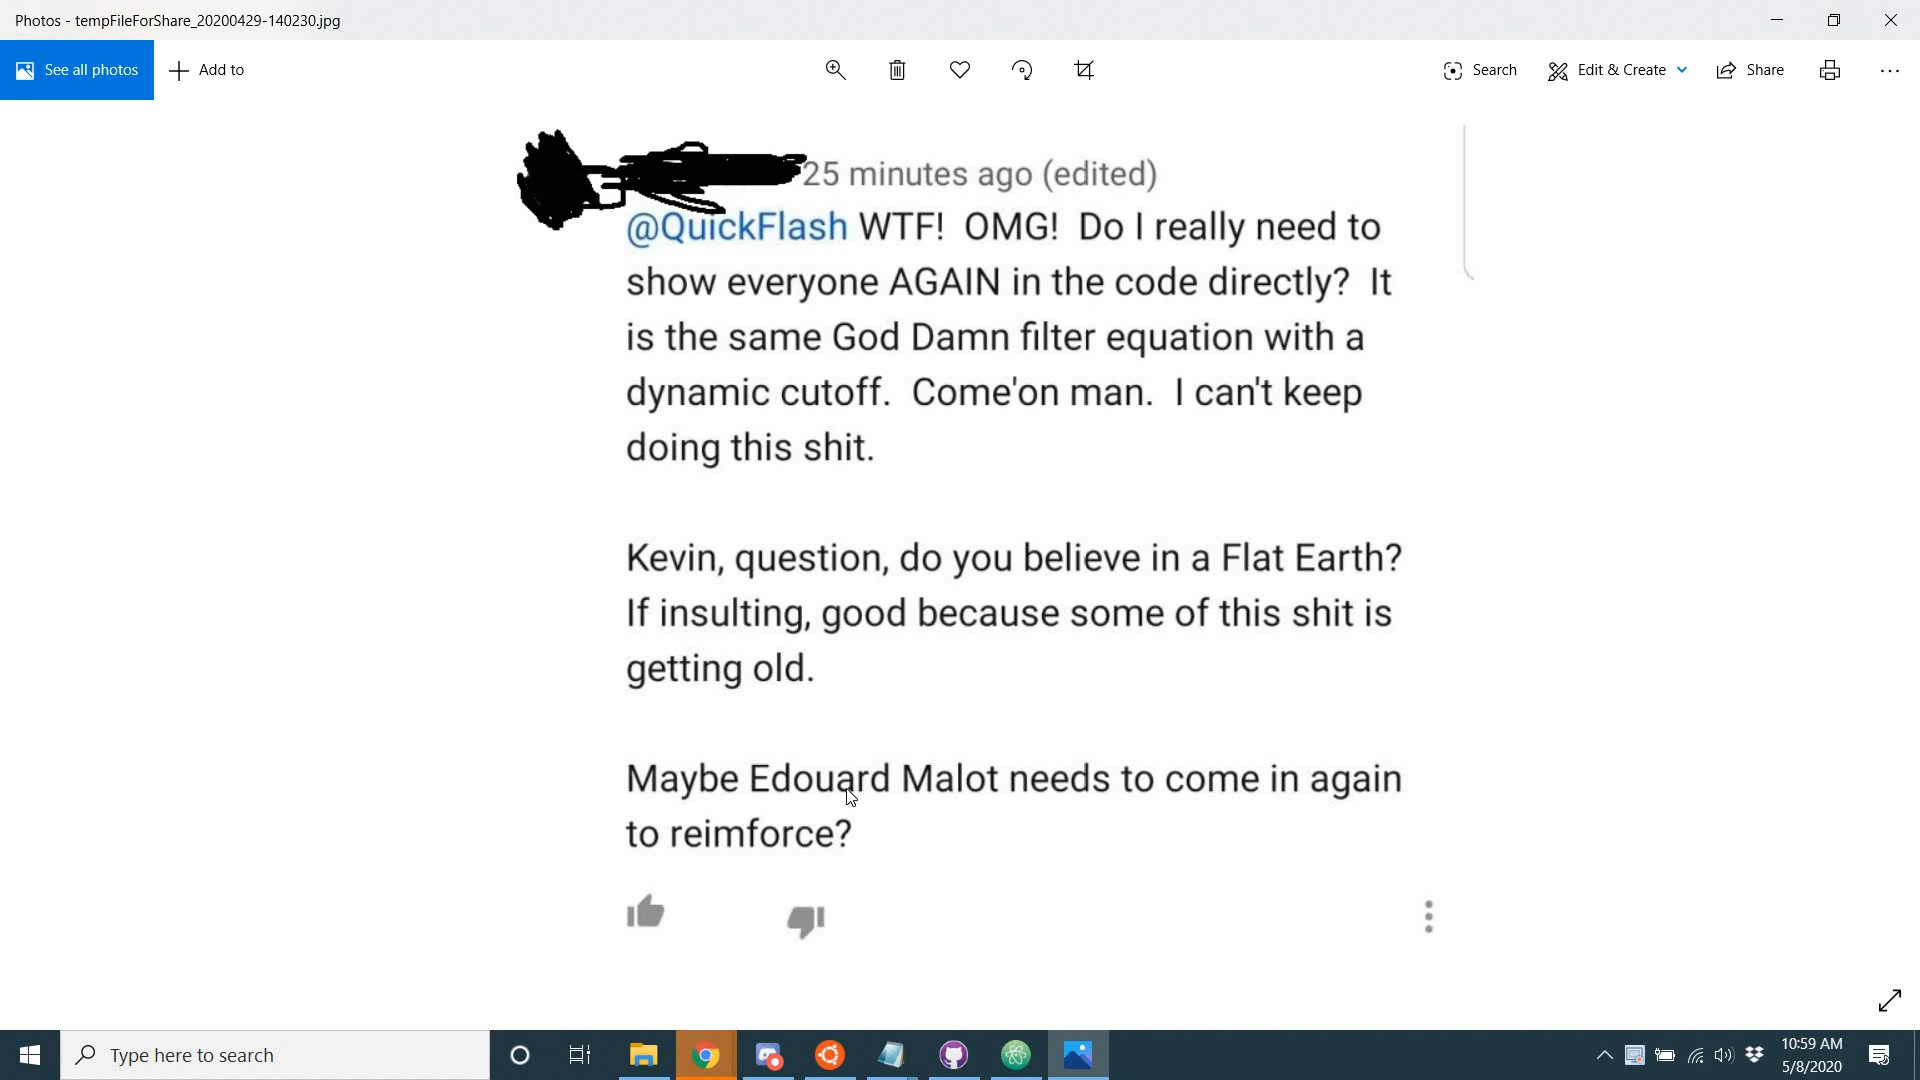 Photos - tempFileForShare_20200429-140230.jpg
See all photos
Add to
Search
Edit & Create
Share
25 minutes ago (edited)
@QuickFlash WTF!  OMG!  Do I really need to
show everyone AGAIN in the code directly?  It
is the same God Damn filter equation with a
dynamic cutoff.  Come'on man.  I can't keep
doing this shit.
Kevin, question, do you believe in a Flat Earth?
If insulting, good because some of this shit is
getting old.
Maybe Edouard Malot needs to come in again
to reimforce?
Type here to search
10:59 AM
5/8/2020